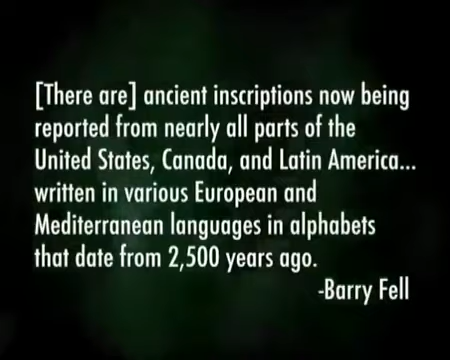 [There are] ancient inscriptions now being
reported from nearly all parts of the
United States, Canada, and Latin America...
written in various European and
Mediterranean languages in alphabets
that date from 2,500 years ago.
-Barry Fell